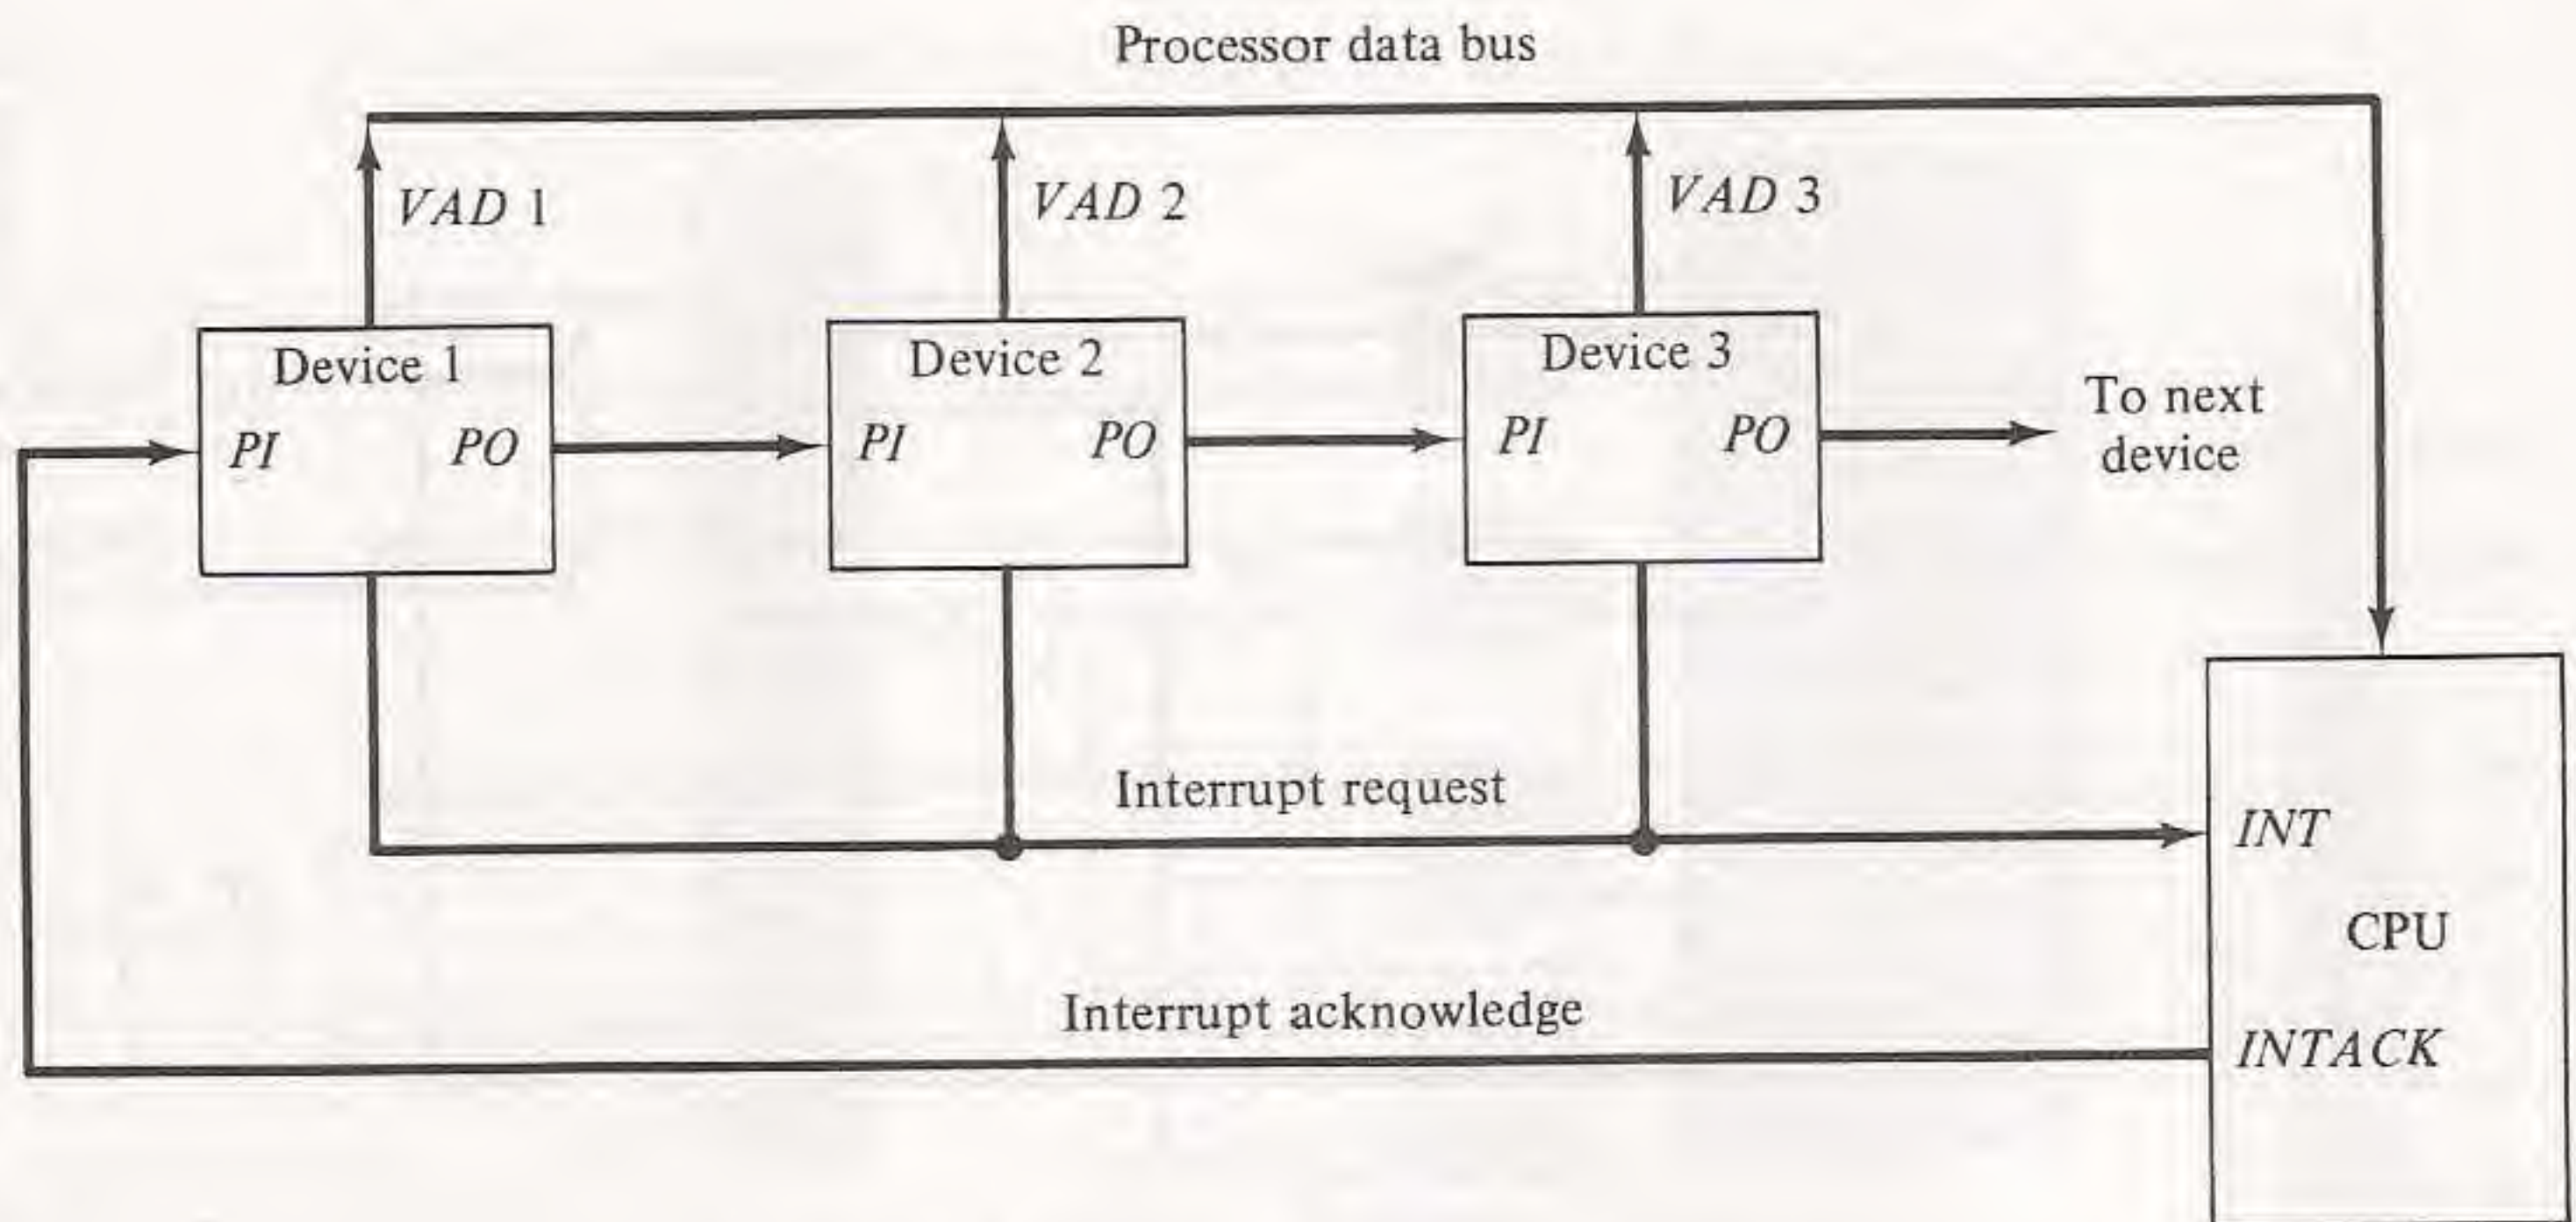 Processor data bus
VAD 1
VAD 2
VAD 3
Device 1
PI PO
Device 2
PI PO
Device 3
PI PO
To next
device
Interrupt request
INT
CPU
Interrupt acknowledge
INTACK